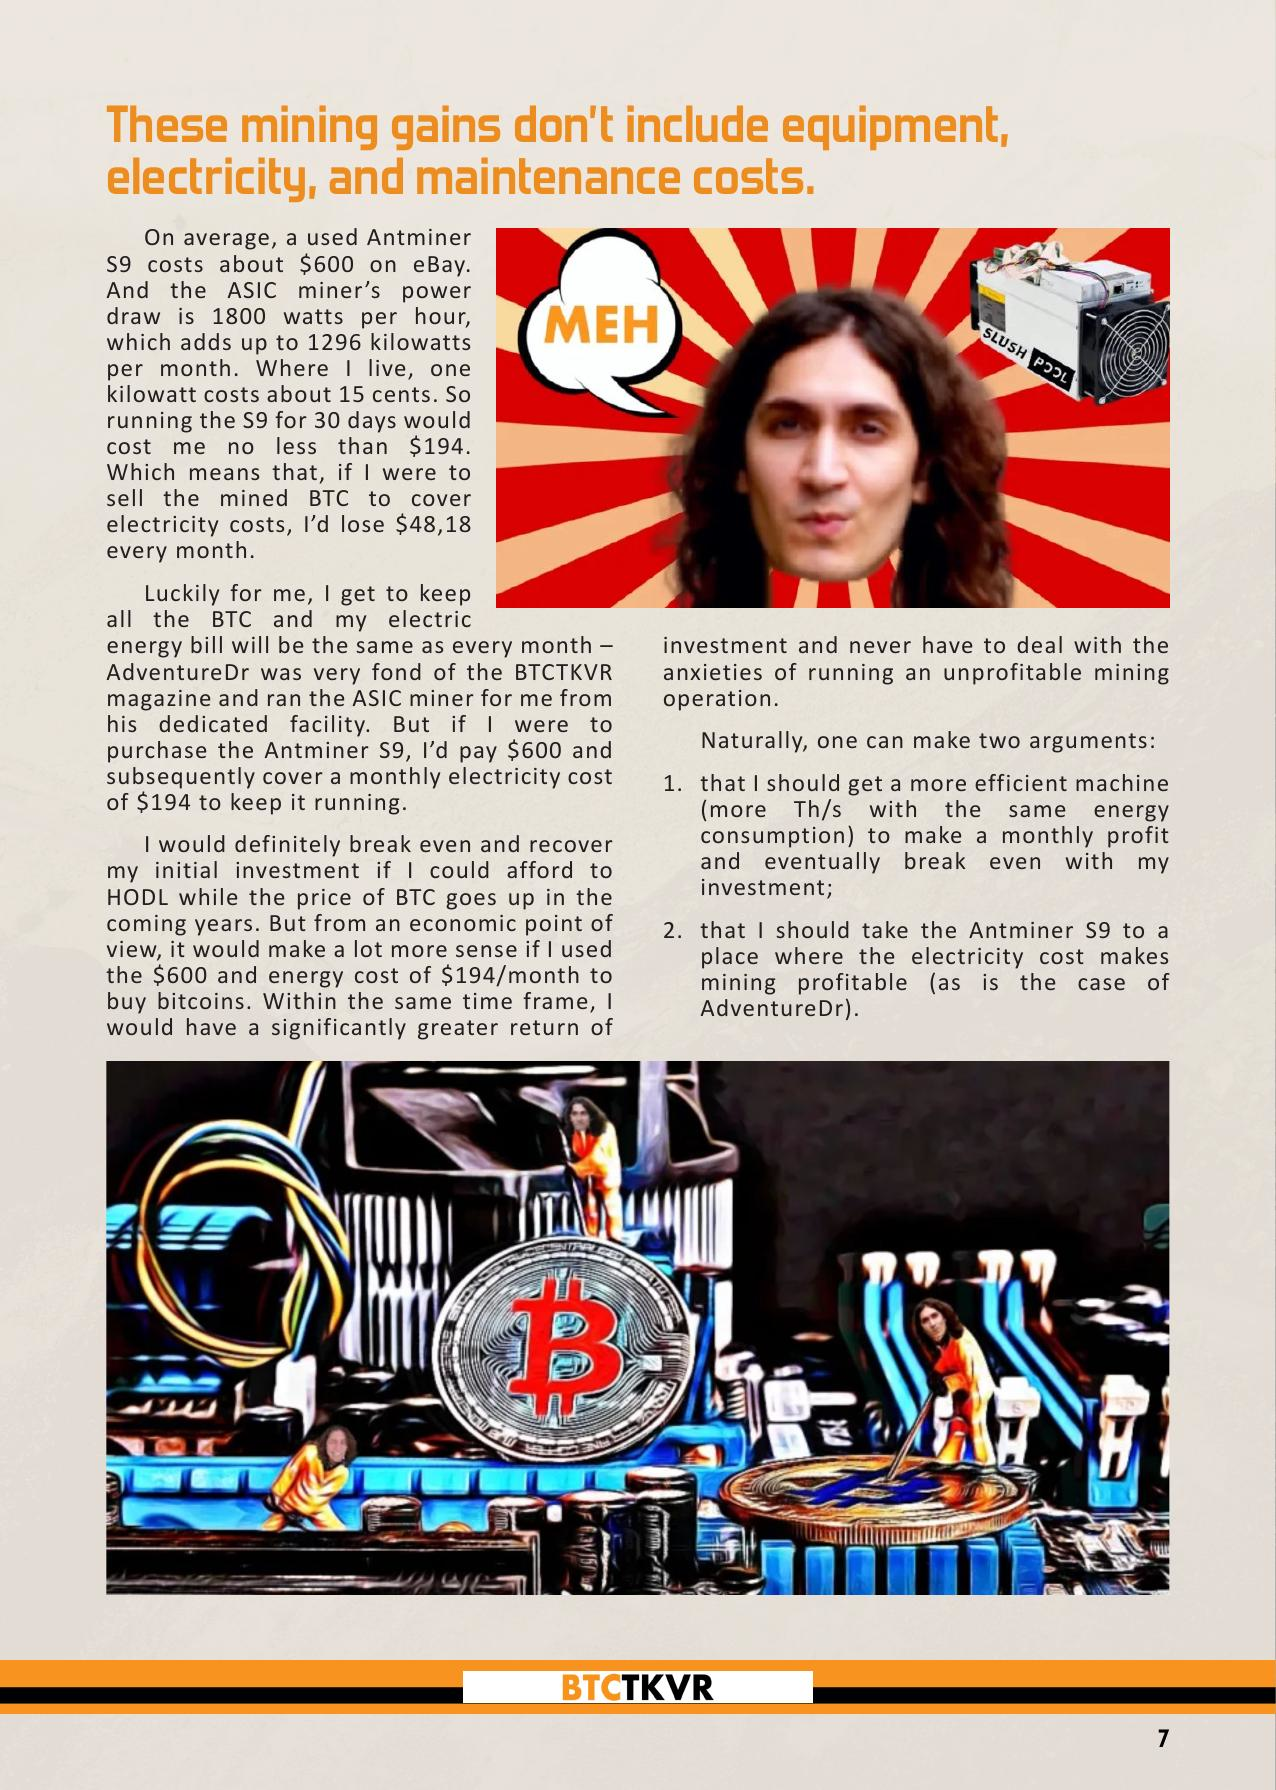 These mining gains don't include equipment,
electricity, and maintenance costs.
On average, a used Antminer
S9 costs about $600 on eBay.
And the ASIC miner’s power
draw is 1800 watts per hour,
which adds up to 1296 kilowatts
per month. Where I live, one
kilowatt costs about 15 cents. So
running the S9 for 30 days would
cost me no less than $194.
Which means that, if I were to
sell the mined BTC to cover
electricity costs, I’d lose $48,18
every month.
Luckily for me, I get to keep
all the BTC and my electric
energy bill will be the same as every month –
AdventureDr was very fond of the BTCTKVR
magazine and ran the ASIC miner for me from
his dedicated facility. But if I were to
purchase the Antminer S9, I’d pay $600 and
subsequently cover a monthly electricity cost
of $194 to keep it running.
I would definitely break even and recover
my initial investment if I could afford to
HODL while the price of BTC goes up in the
coming years. But from an economic point of
view, it would make a lot more sense if I used
the $600 and energy cost of $194/month to
buy bitcoins. Within the same time frame, I
would have a significantly greater return of
MEH
SLUSH POOL
investment and never have to deal with the
anxieties of running an unprofitable mining
operation.
Naturally, one can make two arguments:
1. that I should get a more efficient machine
(more Th/s with the same energy
consumption) to make a monthly profit
and eventually break even with my
investment;
2. that I should take the Antminer S9 to a
place where the electricity cost makes
mining profitable (as is the case of
AdventureDr).
BTCTKVR
7